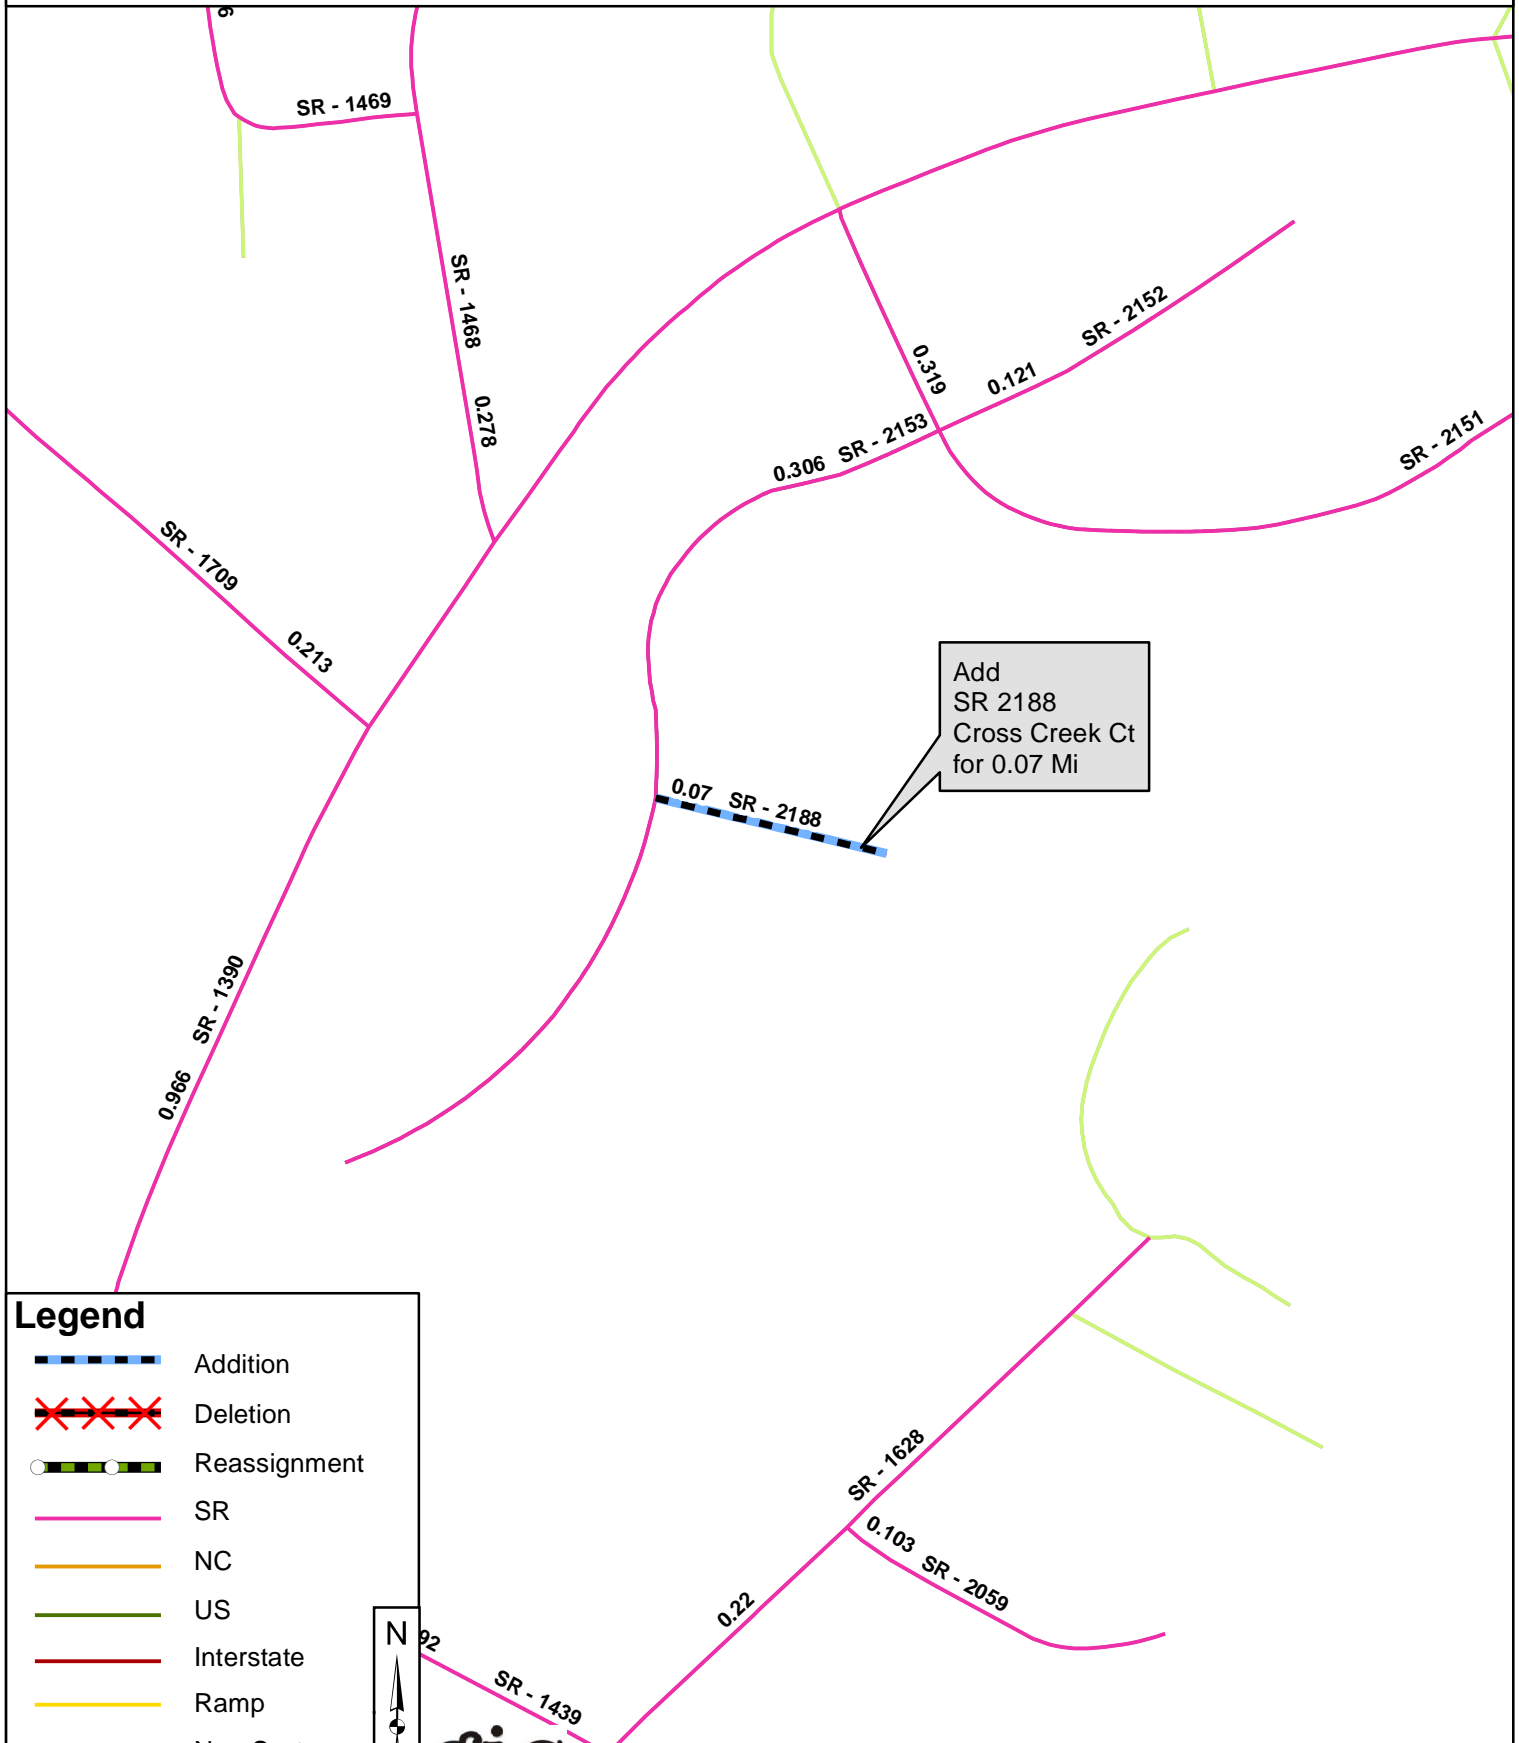 SR - 1469
SR - 1468
0.278
0.319
0.121
SR - 2152
0.306
SR - 2153
SR - 2151
SR - 1709
0.213
Add
SR 2188
Cross Creek Ct
for 0.07 Mi
0.07
SR - 2188
SR - 1390
0.966
Legend
Addition
Deletion
Reassignment
SR
NC
US
Interstate
Ramp
N
92
SR - 1439
SR - 1628
0.103
SR - 2059
0.22